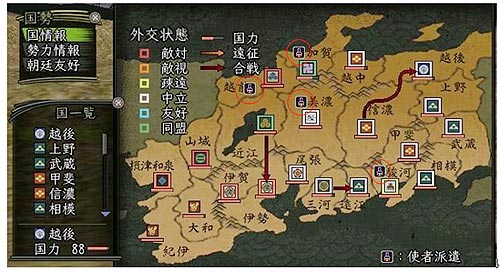 国勢
国情報
勢力情報
朝廷友好
国一覧
越後
上野
武蔵
甲斐
信濃
相模
越後
国力 88
外交状態
敵対
敵視
疎遠
中立
友好
同盟
国力
遠征
合戦
加賀
越中
越後
越前
上野
美濃
信濃
武蔵
甲斐
山城
近江
摂津和泉
伊賀
尾張
駿河
相模
大和
伊勢
三河
遠江
紀伊
:使者派遣